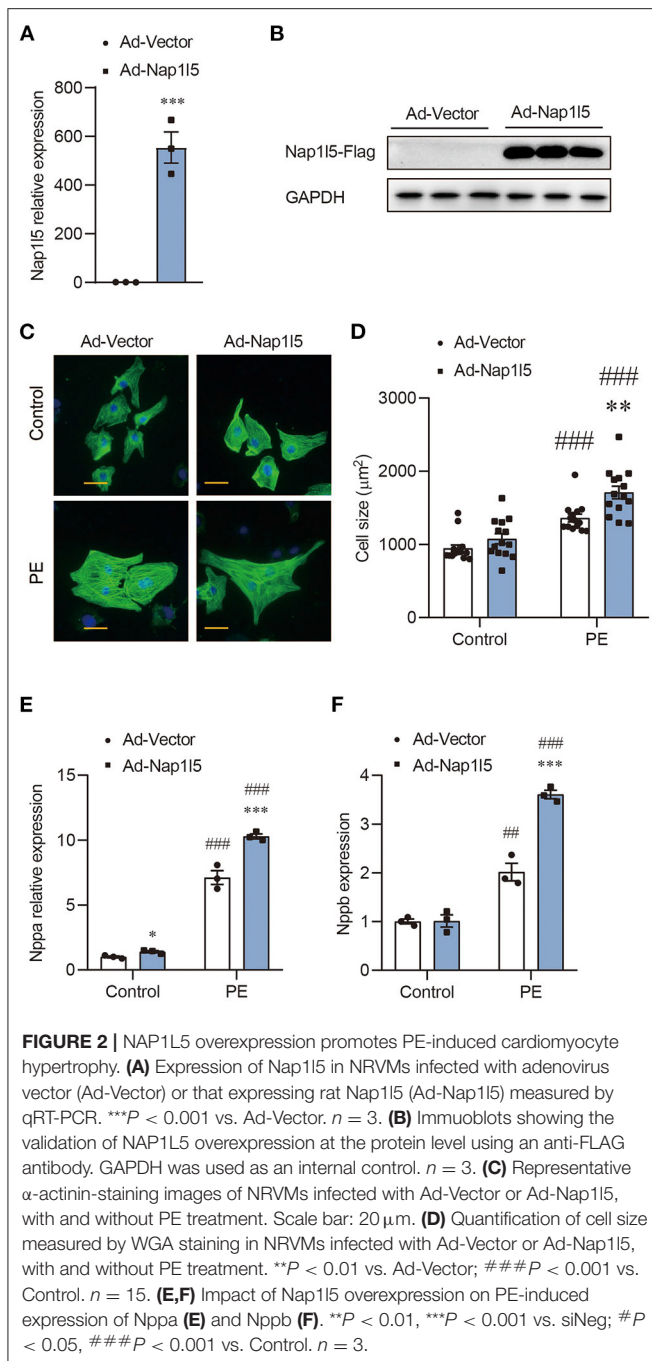 A
Ad-Vector
Ad-Nap1l5
Nap1l5 relative expression
800
600
400
200
0
***
B
Ad-Vector Ad-Nap1l5
Nap1l5-Flag
GAPDH
C
Ad-Vector Ad-Nap1l5
Control
PE
D
Ad-Vector
Ad-Nap1l5
Cell size (µm²)
3000
2000
1000
0
###
###
**
Control PE
E
Ad-Vector
Ad-Nap1l5
Nppa relative expression
15
10
5
0
*
###
###
***
Control PE
F
Ad-Vector
Ad-Nap1l5
Nppb expression
4
3
2
1
0
##
###
***
Control PE
FIGURE 2 | NAP1L5 overexpression promotes PE-induced cardiomyocyte
hypertrophy. (A) Expression of Nap1l5 in NRVMs infected with adenovirus
vector (Ad-Vector) or that expressing rat Nap1l5 (Ad-Nap1l5) measured by
qRT-PCR. ***P < 0.001 vs. Ad-Vector. n = 3. (B) Immuoblots showing the
validation of NAP1L5 overexpression at the protein level using an anti-FLAG
antibody. GAPDH was used as an internal control. n = 3. (C) Representative
α-actinin-staining images of NRVMs infected with Ad-Vector or Ad-Nap1l5,
with and without PE treatment. Scale bar: 20 µm. (D) Quantification of cell size
measured by WGA staining in NRVMs infected with Ad-Vector or Ad-Nap1l5,
with and without PE treatment. **P < 0.01 vs. Ad-Vector; ###P < 0.001 vs.
Control. n = 15. (E,F) Impact of Nap1l5 overexpression on PE-induced
expression of Nppa (E) and Nppb (F). **P < 0.01, ***P < 0.001 vs. siNeg; #P
< 0.05, ###P < 0.001 vs. Control. n = 3.